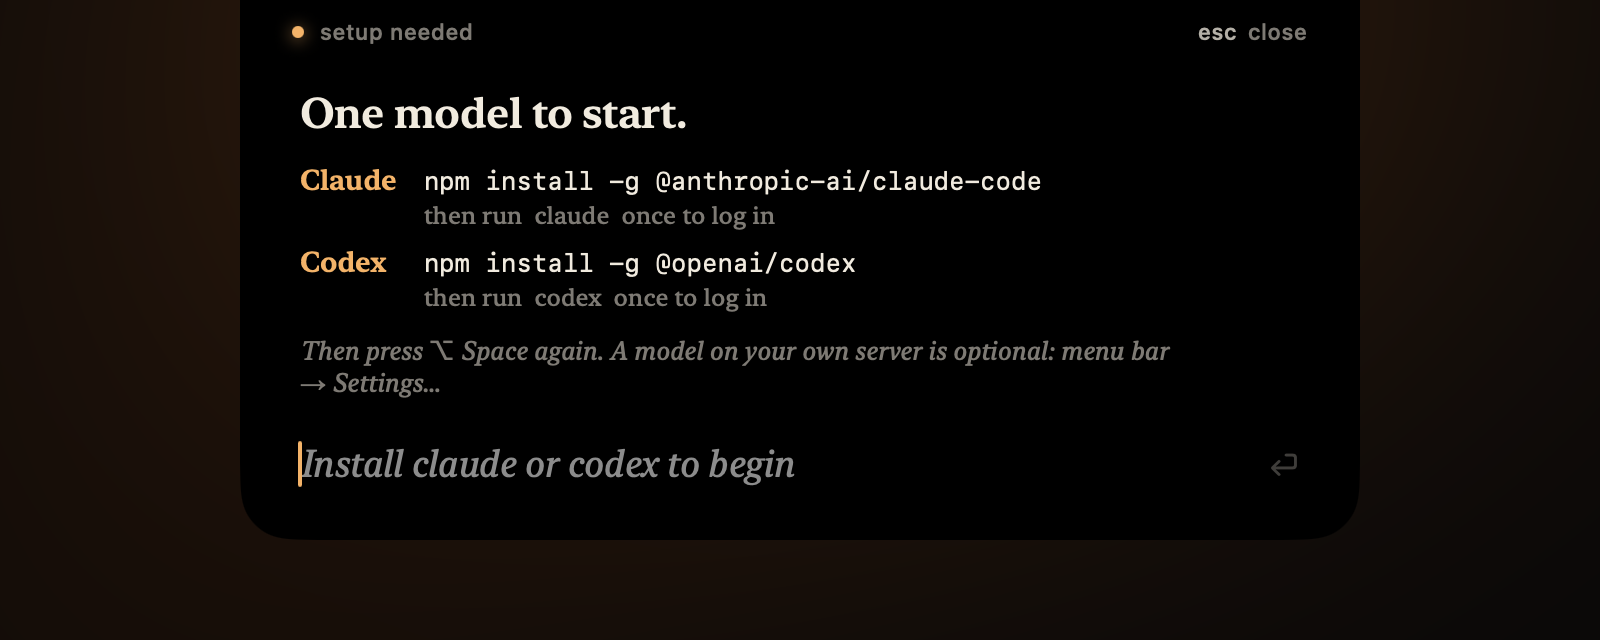 setup needed
esc close
One model to start.
Claude npm install -g @anthropic-ai/claude-code
then run claude once to log in
Codex npm install -g @openai/codex
then run codex once to log in
Then press ⌥ Space again. A model on your own server is optional: menu bar
→ Settings...
Install claude or codex to begin